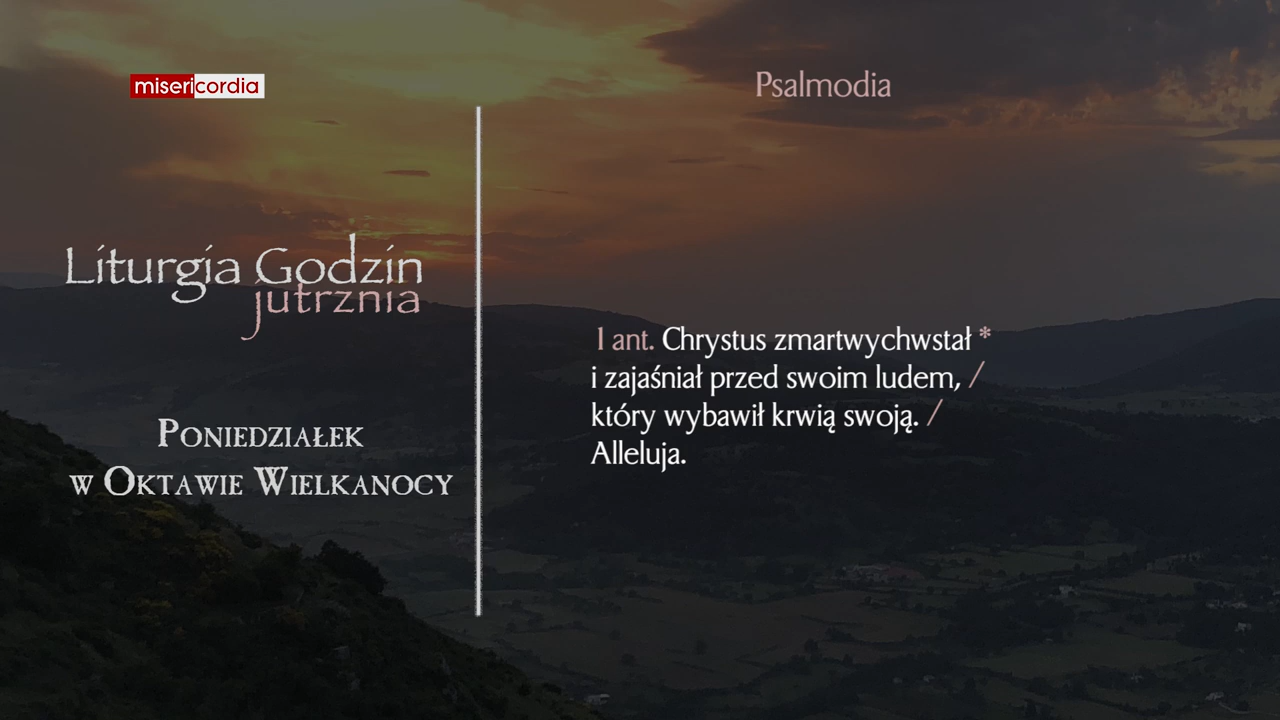 misericordia
Liturgia Godzin
jutrznia
Poniedziałek
w Oktawie Wielkanocy
Psalmodia
1 ant. Chrystus zmartwychwstał *
i zajaśniał przed swoim ludem, /
który wybawił krwią swoją. /
Alleluja.